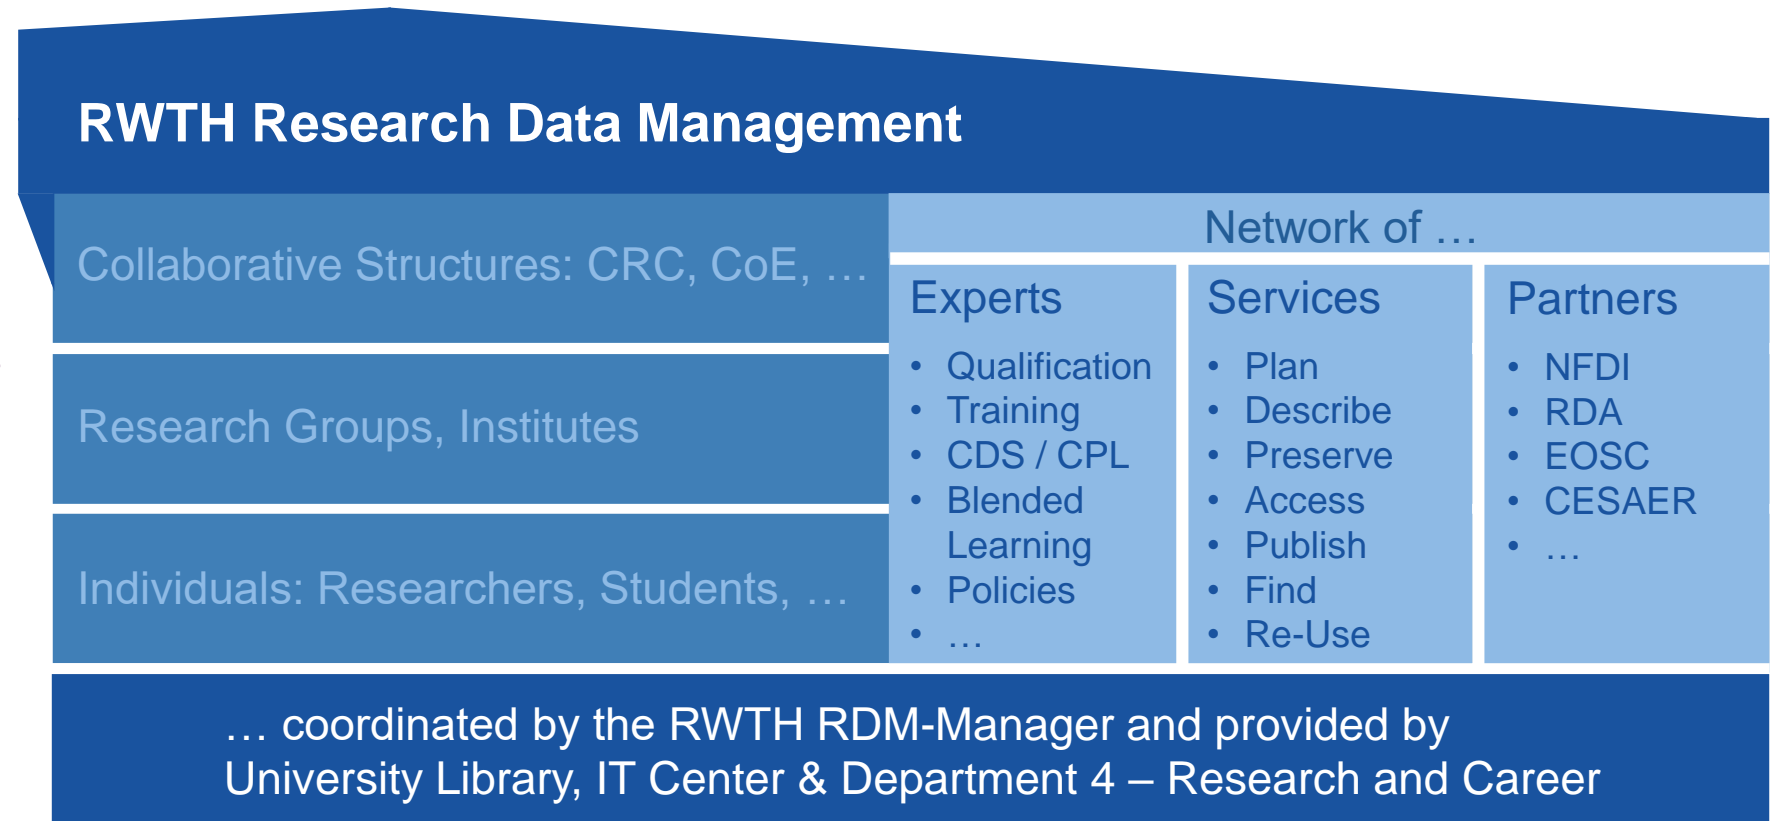 RWTH Research Data Management
Collaborative Structures: CRC, CoE, …
Research Groups, Institutes
Individuals: Researchers, Students, …
Network of …
Experts
• Qualification
• Training
• CDS / CPL
• Blended
Learning
• Policies
• …
Services
• Plan
• Describe
• Preserve
• Access
• Publish
• Find
• Re-Use
Partners
• NFDI
• RDA
• EOSC
• CESAER
• …
… coordinated by the RWTH RDM-Manager and provided by
University Library, IT Center & Department 4 – Research and Career